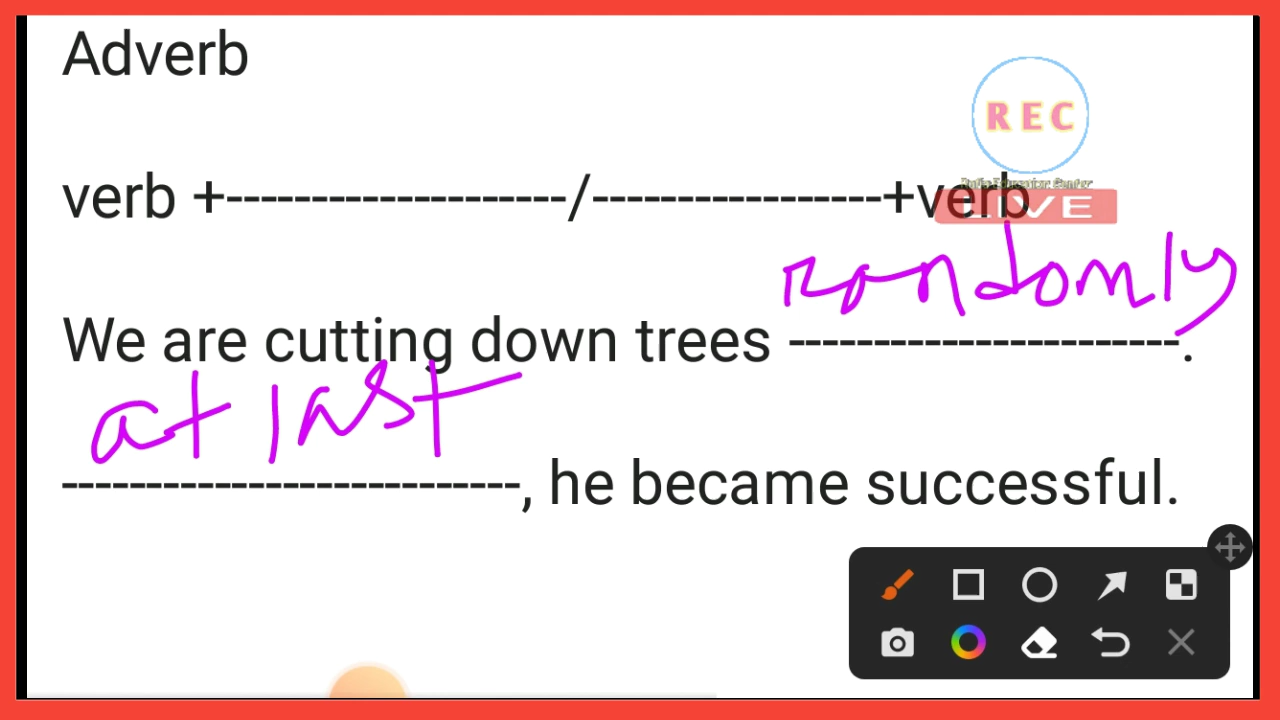 Adverb
REC
verb +--------------------/-----------------+verb
LIVE
randomly
We are cutting down trees -----------------------.
at last
---------------------------, he became successful.